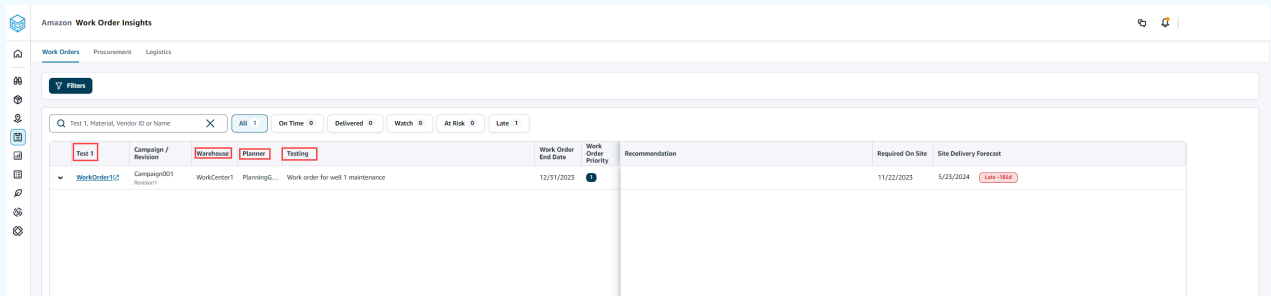 Amazon Work Order Insights
Work Orders Procurement Logistics
Filters
Test 1, Material, Vendor ID or Name All 1 On Time 0 Delivered 0 Watch 0 At Risk 0 Late 1
Test 1 Campaign / Revision Warehouse Planner Testing Work Order End Date Work Order Priority Recommendation Required On Site Site Delivery Forecast
WorkOrder1 Campaign001 WorkCenter1 PlanningG... Work order for well 1 maintenance 12/31/2023 1 11/22/2023 5/23/2024 Late -183d
Revision1